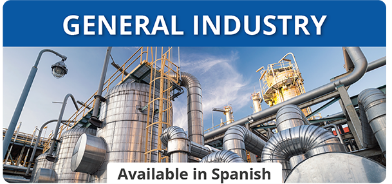 GENERAL INDUSTRY
Available in Spanish